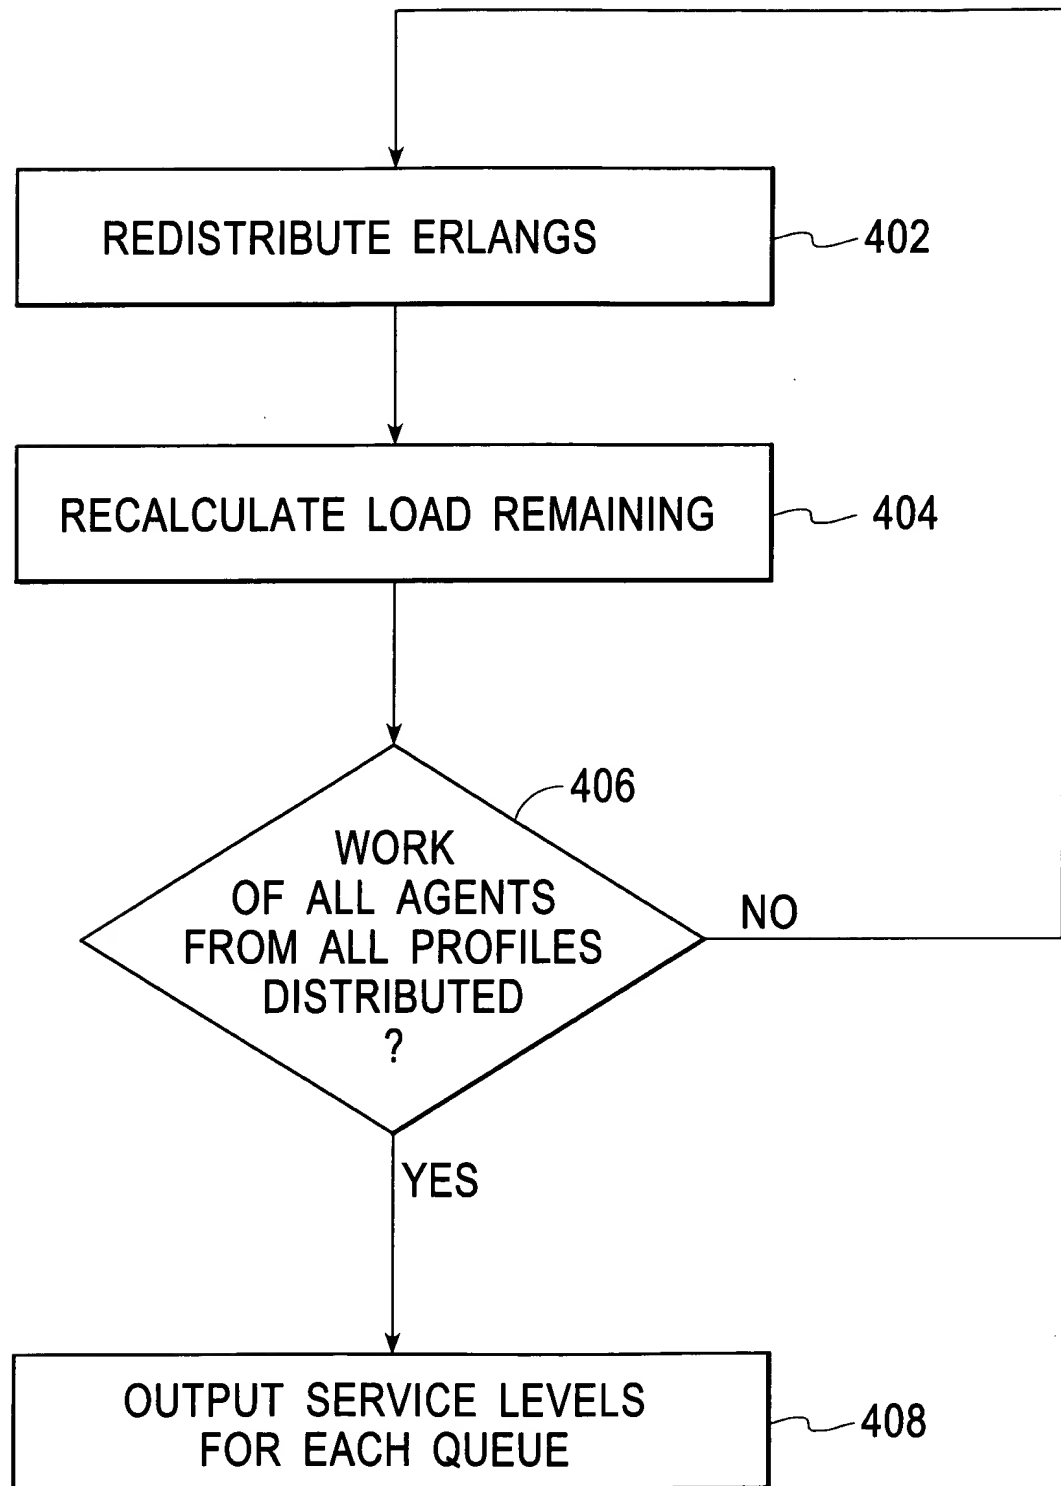 REDISTRIBUTE ERLANGS
402
RECALCULATE LOAD REMAINING
404
406
WORK
OF ALL AGENTS
FROM ALL PROFILES
DISTRIBUTED
?
NO
YES
OUTPUT SERVICE LEVELS
FOR EACH QUEUE
408